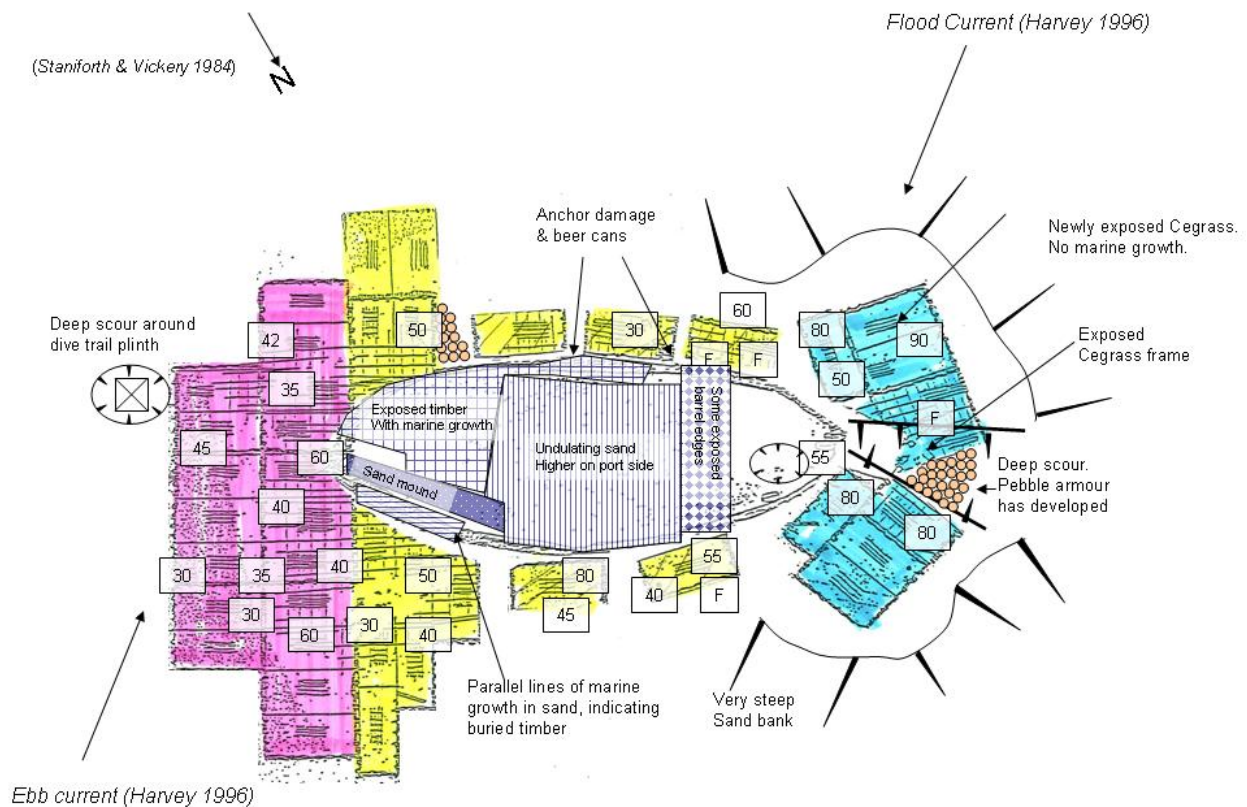 Flood Current (Harvey 1996)
(Staniforth & Vickery 1984)
N
Anchor damage
& beer cans
Newly exposed Cegrass.
No marine growth.
Deep scour around
dive trail plinth
Exposed
Cegrass frame
60
42
50
30
80
90
F
F
35
50
Exposed timber
With marine growth
Some exposed
barrel edges
F
45
60
Undulating sand
Higher on port side
55
Sand mound
Deep scour.
Pebble armour
has developed
40
80
80
55
30
35
40
50
80
40
F
30
60
30
40
45
Parallel lines of marine
growth in sand, indicating
buried timber
Very steep
Sand bank
Ebb current (Harvey 1996)